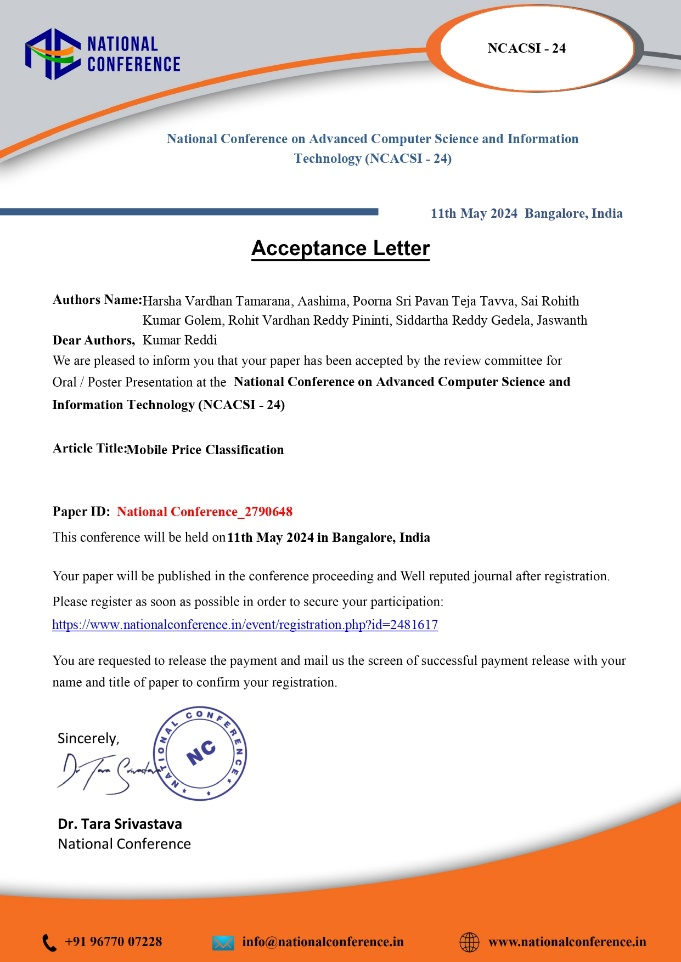 NATIONAL
CONFERENCE
NCACSI - 24
National Conference on Advanced Computer Science and Information
Technology (NCACSI - 24)
11th May 2024 Bangalore, India
Acceptance Letter
Authors Name:Harsha Vardhan Tamarana, Aashima, Poorna Sri Pavan Teja Tavva, Sai Rohith
Kumar Golem, Rohit Vardhan Reddy Pininti, Siddartha Reddy Gedela, Jaswanth
Dear Authors, Kumar Reddi
We are pleased to inform you that your paper has been accepted by the review committee for
Oral / Poster Presentation at the National Conference on Advanced Computer Science and
Information Technology (NCACSI - 24)
Article Title:Mobile Price Classification
Paper ID: National Conference_2790648
This conference will be held on 11th May 2024 in Bangalore, India
Your paper will be published in the conference proceeding and Well reputed journal after registration.
Please register as soon as possible in order to secure your participation:
https://www.nationalconference.in/event/registration.php?id=2481617
You are requested to release the payment and mail us the screen of successful payment release with your
name and title of paper to confirm your registration.
Sincerely,
Dr Tara Srivastava
NATIONAL CONFERENCE
NC
Dr. Tara Srivastava
National Conference
+91 96770 07228
info@nationalconference.in
www.nationalconference.in